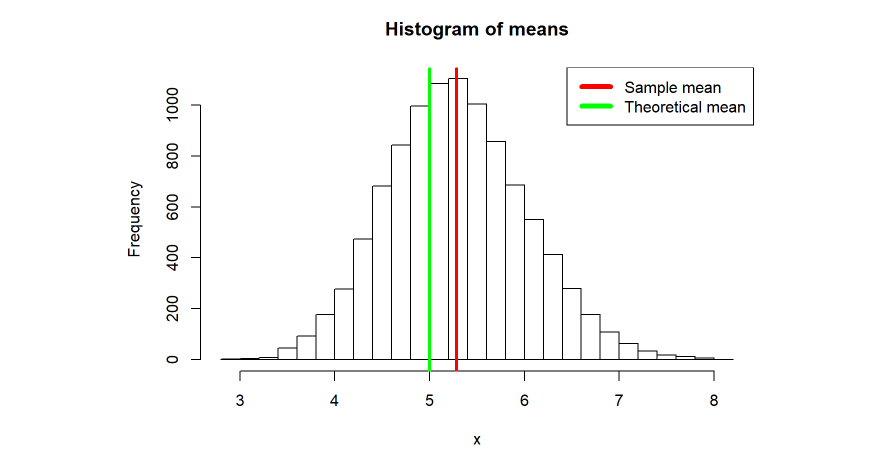 Histogram of means
Sample mean
Theoretical mean
Frequency
1000
800
600
400
200
0
3 4 5 6 7 8
x